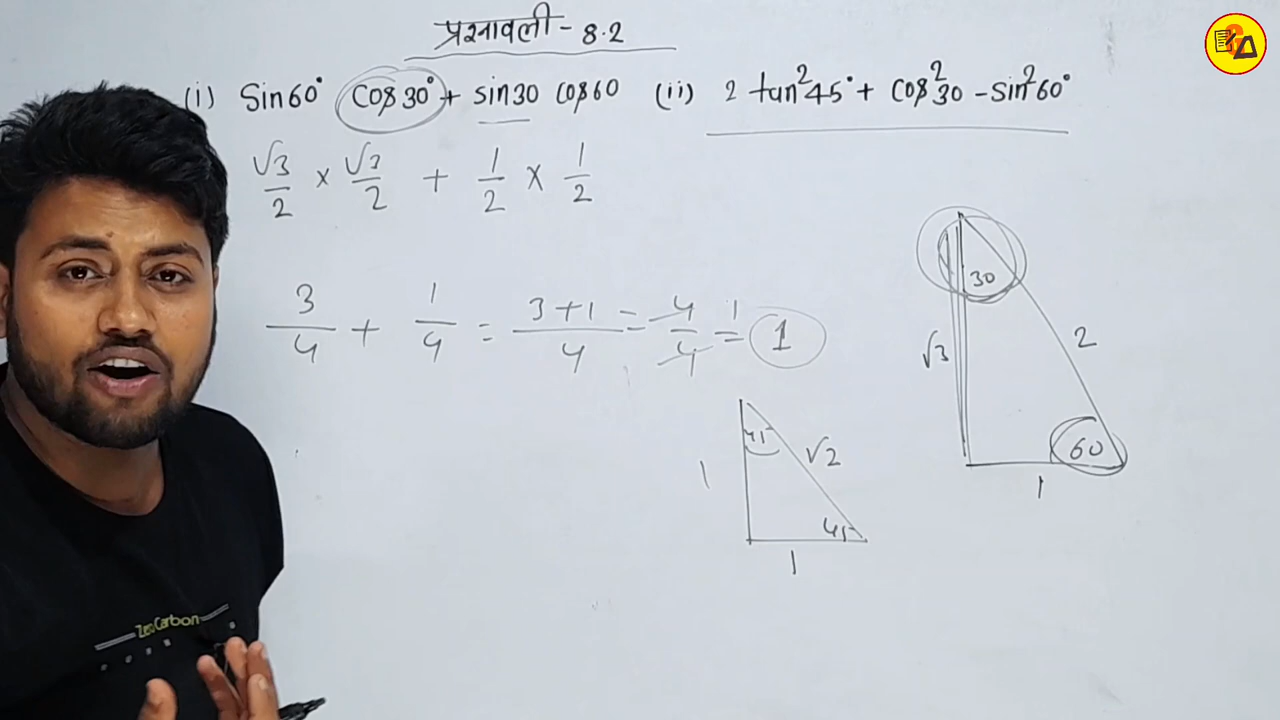 प्रश्नावली - 8.2
(i) Sin60° Cos30° + sin30 cos60 (ii) 2 tan²45° + cos²30 - sin²60°
√3/2 × √3/2 + 1/2 × 1/2
3/4 + 1/4 = 3+1/4 = 4/4 = 1 1
30
√3
2
60
1
45
√2
1
45
1
Zero Carbon